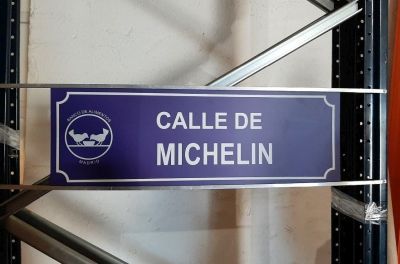 BANCO DE ALIMENTOS
MADRID
CALLE DE
MICHELIN